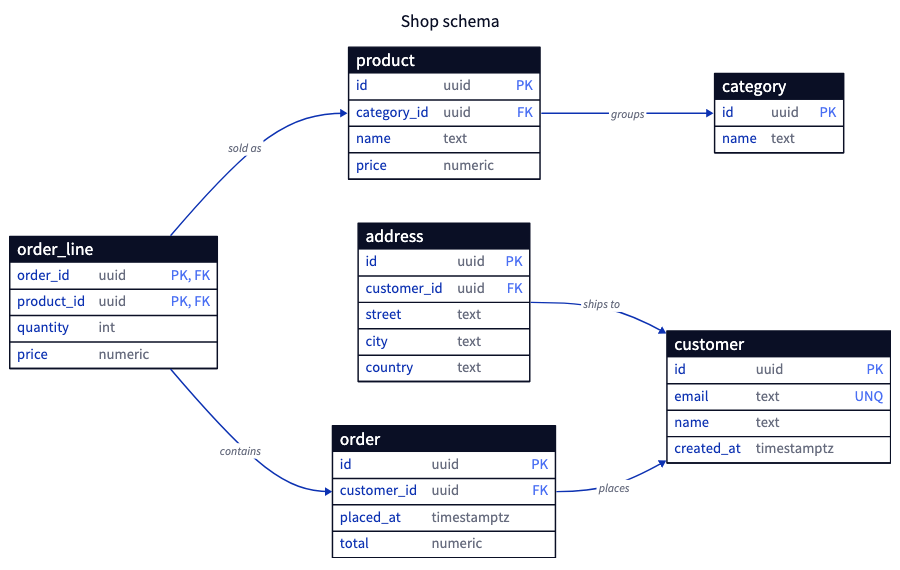 Shop schema
product
id uuid PK
category_id uuid FK
name text
price numeric
category
id uuid PK
name text
groups
sold as
order_line
order_id uuid PK, FK
product_id uuid PK, FK
quantity int
price numeric
address
id uuid PK
customer_id uuid FK
street text
city text
country text
ships to
customer
id uuid PK
email text UNQ
name text
created_at timestamptz
contains
order
id uuid PK
customer_id uuid FK
placed_at timestamptz
total numeric
places